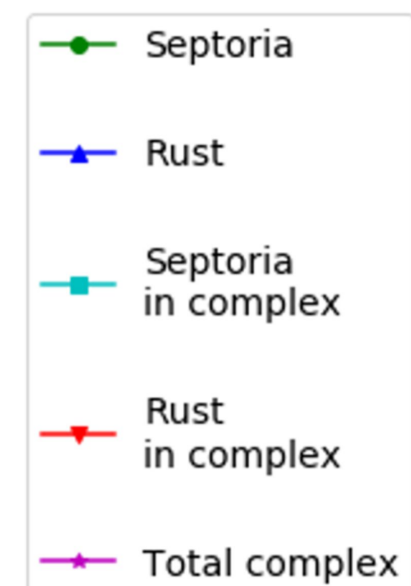 Septoria
Rust
Septoria
in complex
Rust
in complex
Total complex